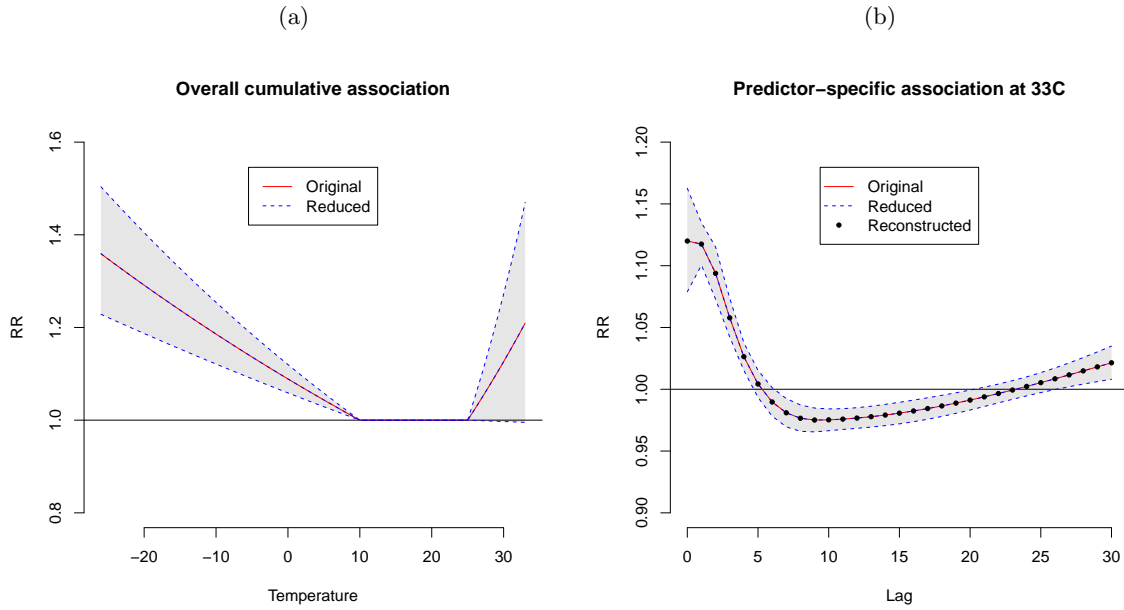 (a)
Overall cumulative association
RR
1.6
1.4
1.2
1.0
0.8
Original
Reduced
−20 −10 0 10 20 30
Temperature
(b)
Predictor−specific association at 33C
RR
1.20
1.15
1.10
1.05
1.00
0.95
0.90
Original
Reduced
Reconstructed
0 5 10 15 20 25 30
Lag